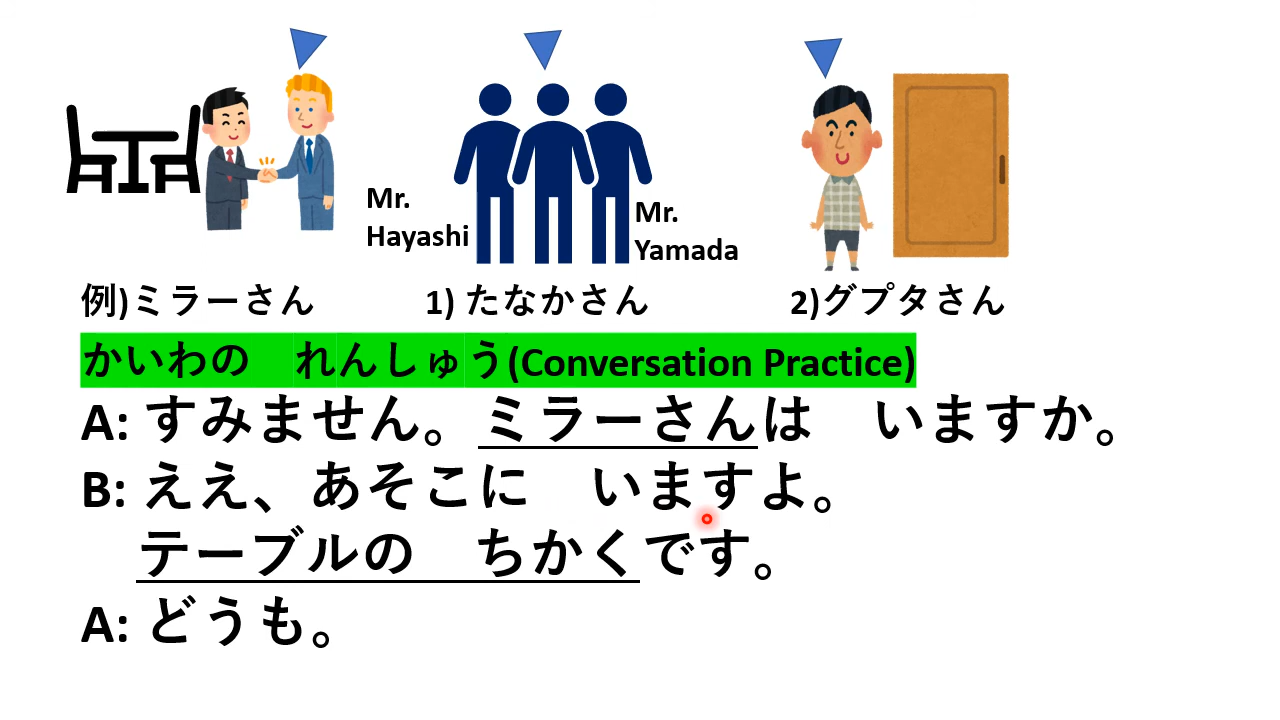 Mr.
Hayashi
Mr.
Yamada
例)ミラーさん
1) たなかさん
2)グプタさん
かいわの　れんしゅう(Conversation Practice)
A: すみません。ミラーさんは　いますか。
B: ええ、あそこに　いますよ。
テーブルの　ちかくです。
A: どうも。